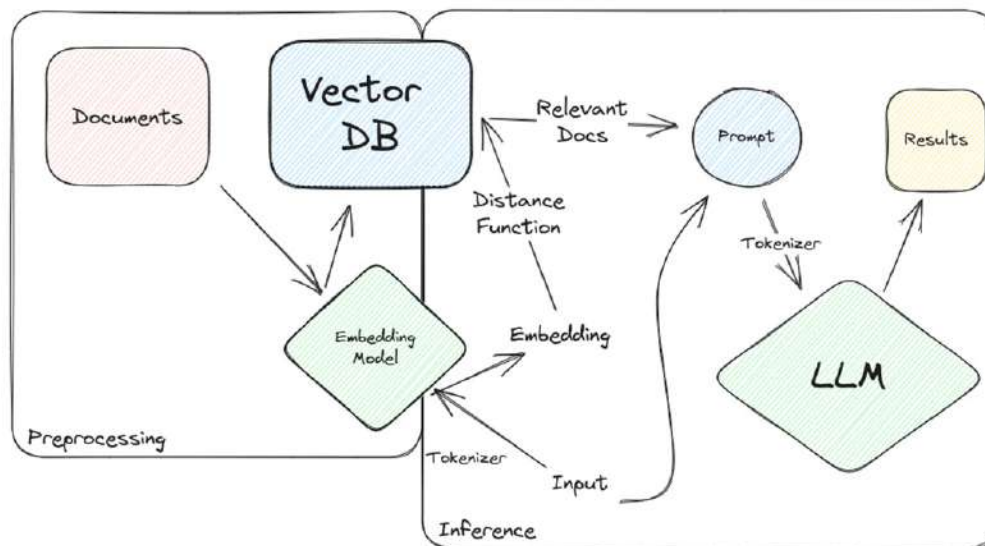 Documents
Vector
DB
Relevant
Docs
Prompt
Results
Distance
Function
Tokenizer
Embedding
Model
Embedding
LLM
Preprocessing
Tokenizer
Input
Inference